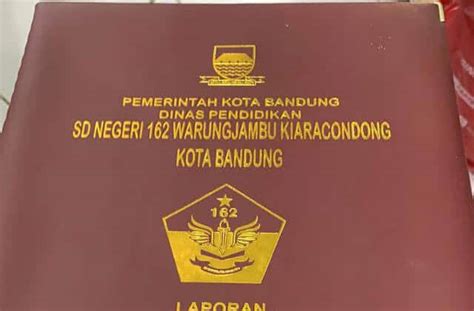 PEMERINTAH KOTA BANDUNG
DINAS PENDIDIKAN
SD NEGERI 162 WARUNGJAMBU KIARACONDONG
KOTA BANDUNG
162
LAPORAN